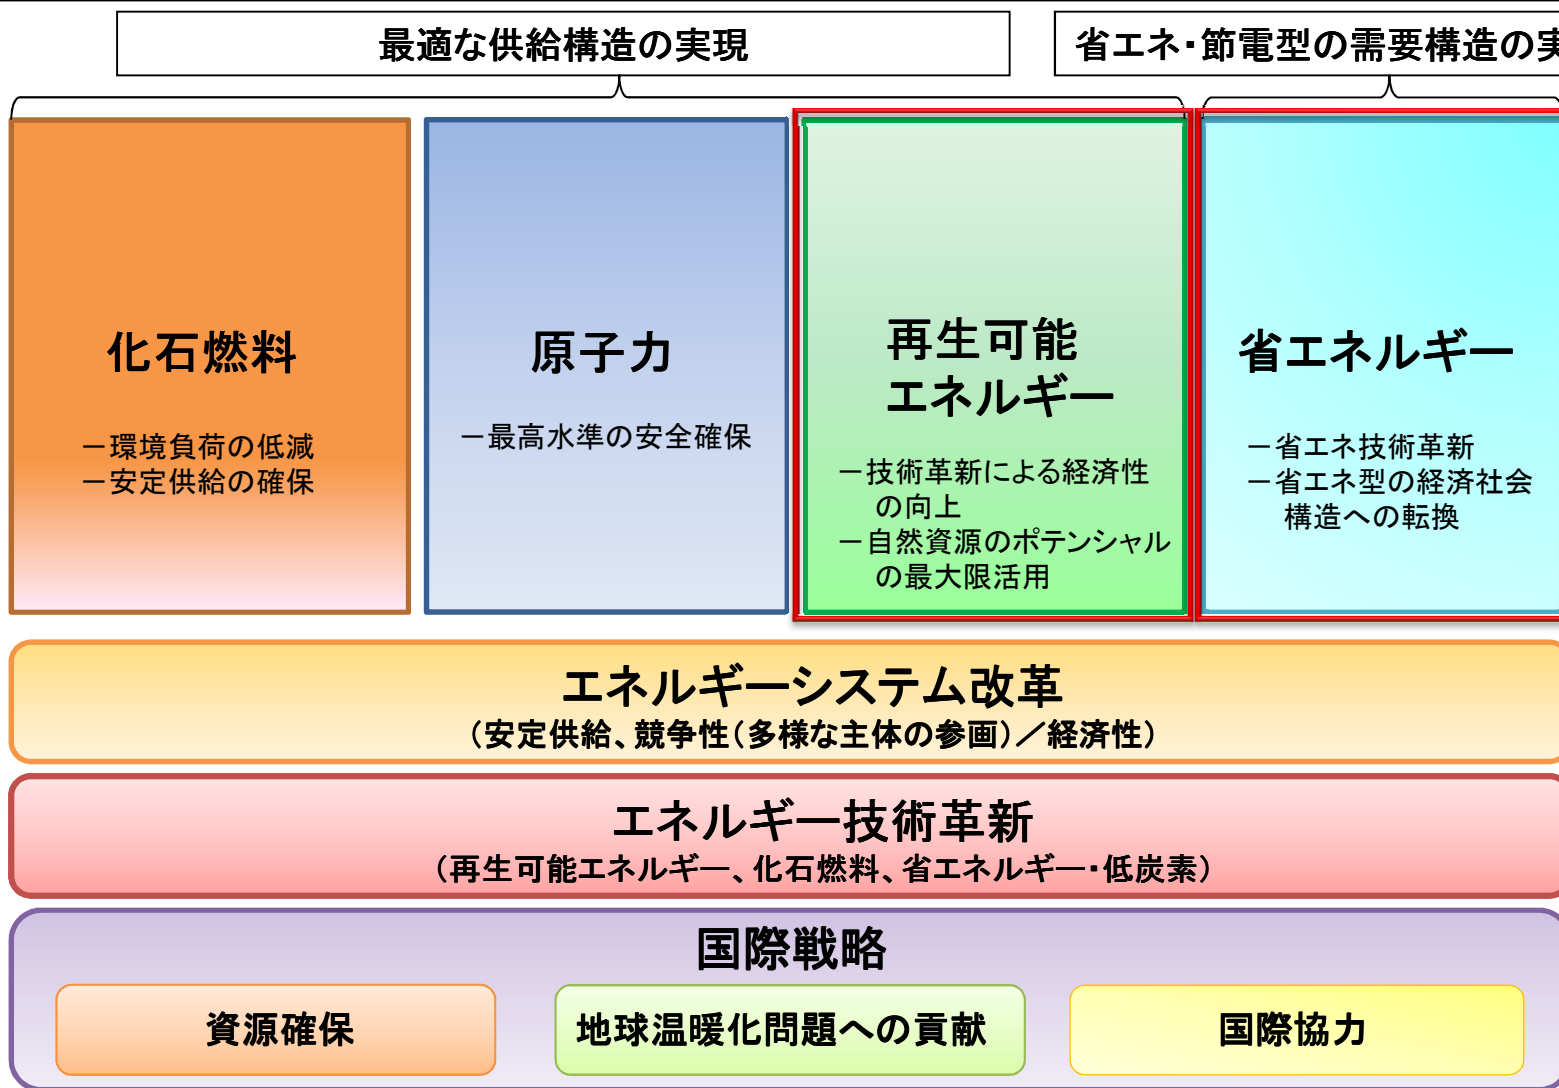 最適な供給構造の実現
省エネ・節電型の需要構造の実
化石燃料
－環境負荷の低減
－安定供給の確保
原子力
－最高水準の安全確保
再生可能
エネルギー
－技術革新による経済性
の向上
－自然資源のポテンシャル
の最大限活用
省エネルギー
－省エネ技術革新
－省エネ型の経済社会
構造への転換
エネルギーシステム改革
（安定供給、競争性（多様な主体の参画）／経済性）
エネルギー技術革新
（再生可能エネルギー、化石燃料、省エネルギー・低炭素）
国際戦略
資源確保
地球温暖化問題への貢献
国際協力